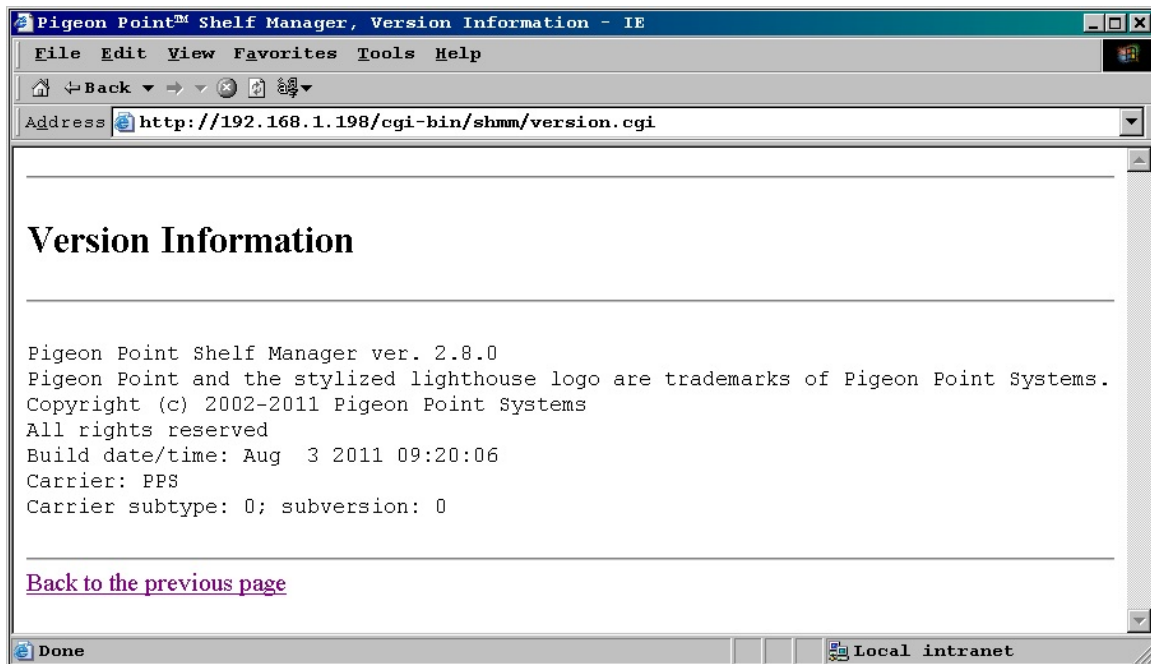 Pigeon Point™ Shelf Manager, Version Information - IE
File Edit View Favorites Tools Help
Back
Address http://192.168.1.198/cgi-bin/shmm/version.cgi
Version Information
Pigeon Point Shelf Manager ver. 2.8.0
Pigeon Point and the stylized lighthouse logo are trademarks of Pigeon Point Systems.
Copyright (c) 2002-2011 Pigeon Point Systems
All rights reserved
Build date/time: Aug  3 2011 09:20:06
Carrier: PPS
Carrier subtype: 0; subversion: 0
Back to the previous page
Done Local intranet